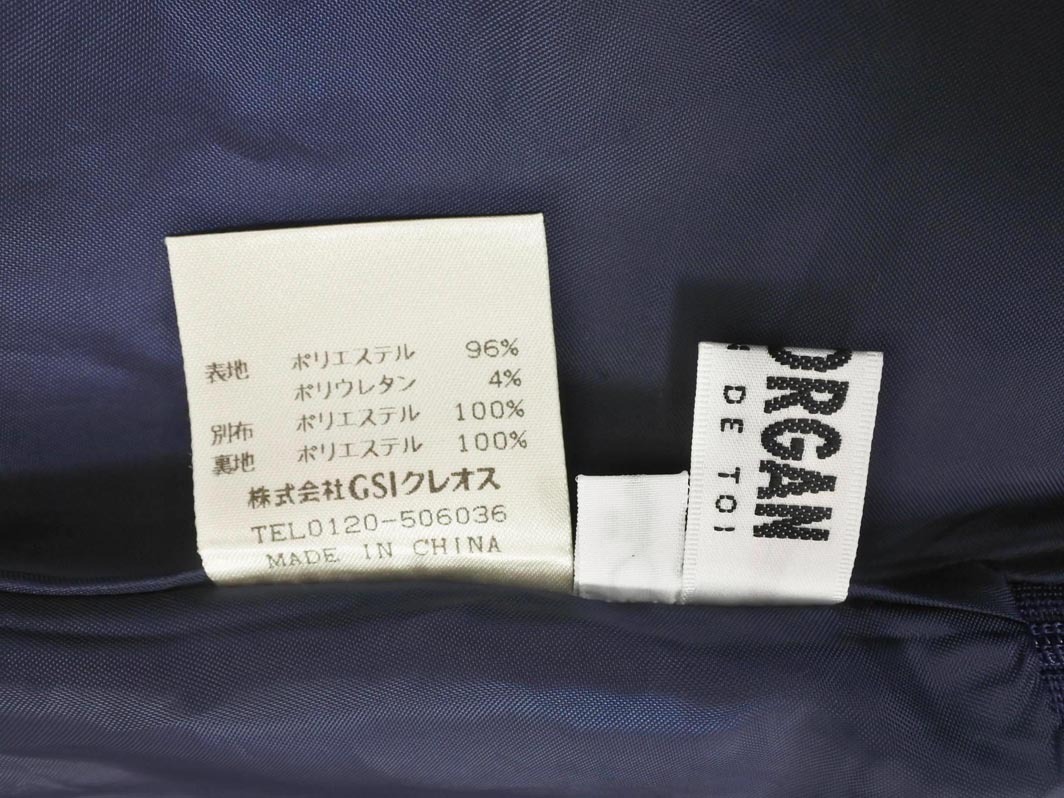 表地 ポリエステル 96%
ポリウレタン 4%
別布 ポリエステル 100%
裏地 ポリエステル 100%
株式会社GSIクレオス
TEL0120-506036
MADE IN CHINA
ORGAN
DE TOI